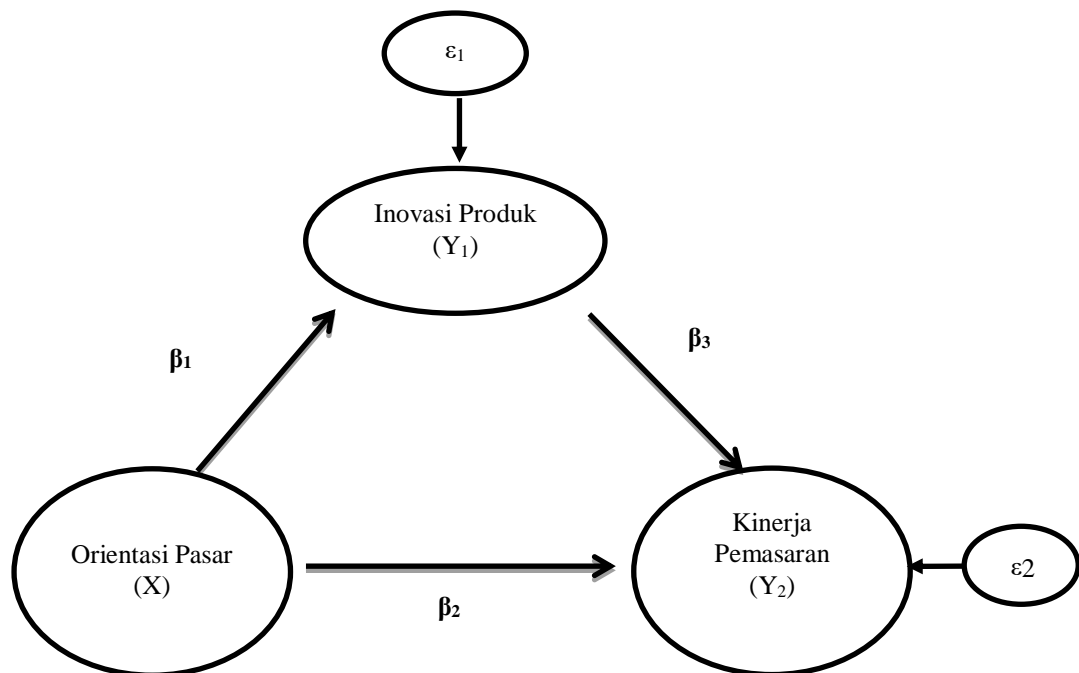 ε₁
Inovasi Produk
(Y₁)
β₁
β₃
Orientasi Pasar
(X)
β₂
Kinerja
Pemasaran
(Y₂)
ε2